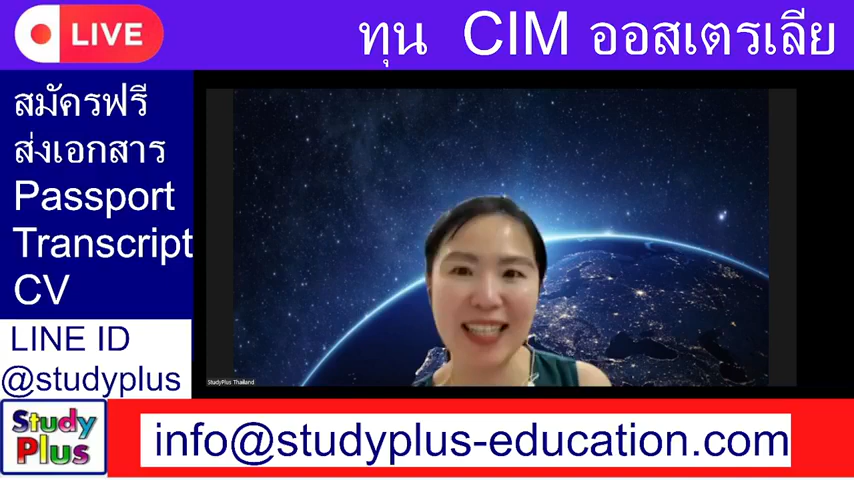 LIVE
ทุน CIM ออสเตรเลีย
สมัครฟรี
ส่งเอกสาร
Passport
Transcript
CV
LINE ID
@studyplus
StudyPlus Thailand
Study
Plus
info@studyplus-education.com